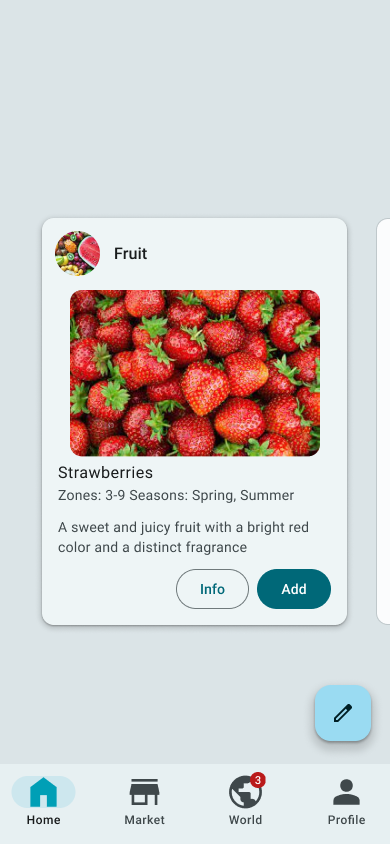 Fruit
Strawberries
Zones: 3-9 Seasons: Spring, Summer
A sweet and juicy fruit with a bright red
color and a distinct fragrance
Info
Add
3
Home
Market
World
Profile